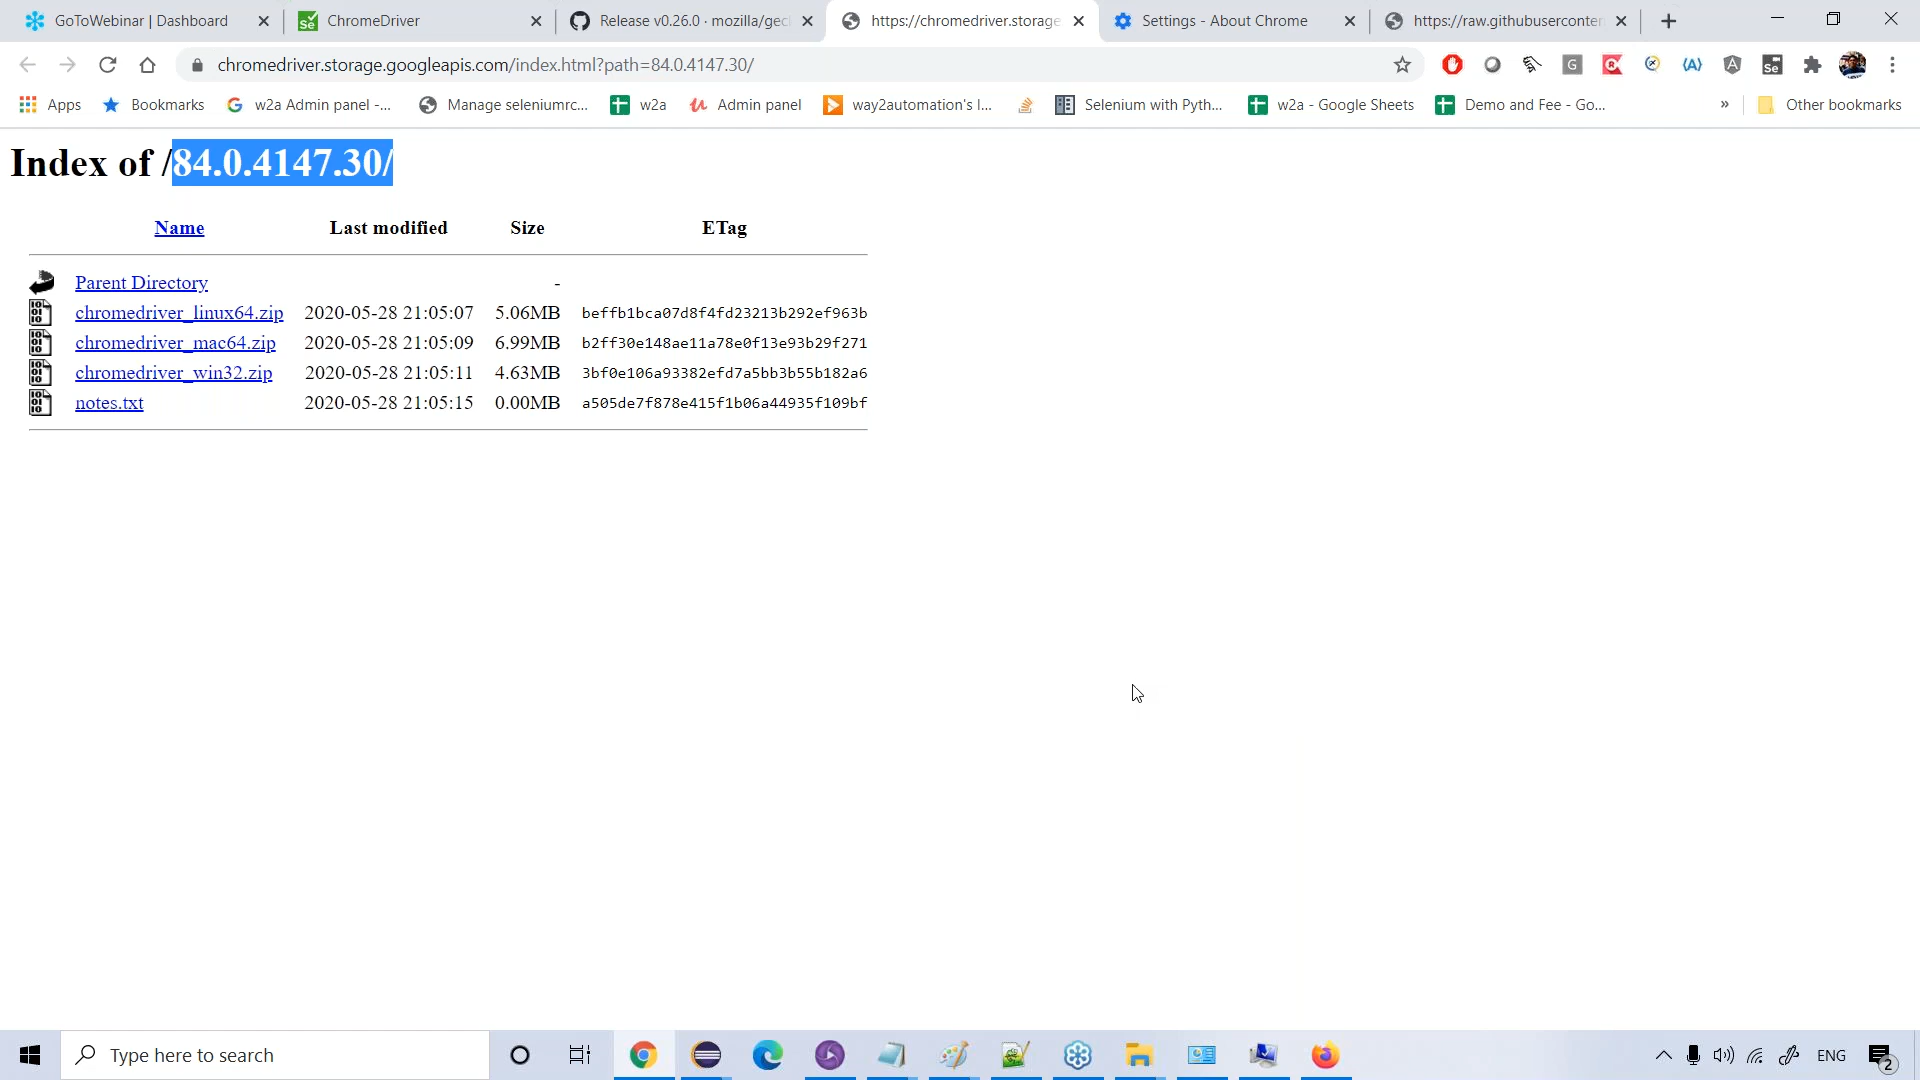 GoToWebinar | Dashboard
ChromeDriver
Release v0.26.0 · mozilla/gec
https://chromedriver.storage
Settings - About Chrome
https://raw.githubuserconten
chromedriver.storage.googleapis.com/index.html?path=84.0.4147.30/
Apps
Bookmarks
w2a Admin panel -...
Manage seleniumrc...
w2a
Admin panel
way2automation's I...
Selenium with Pyth...
w2a - Google Sheets
Demo and Fee - Go...
»
Other bookmarks
Index of /84.0.4147.30/
Name Last modified Size ETag
Parent Directory -
chromedriver_linux64.zip 2020-05-28 21:05:07 5.06MB beffb1bca07d8f4fd23213b292ef963b
chromedriver_mac64.zip 2020-05-28 21:05:09 6.99MB b2ff30e148ae11a78e0f13e93b29f271
chromedriver_win32.zip 2020-05-28 21:05:11 4.63MB 3bf0e106a93382efd7a5bb3b55b182a6
notes.txt 2020-05-28 21:05:15 0.00MB a505de7f878e415f1b06a44935f109bf
Type here to search
ENG
2